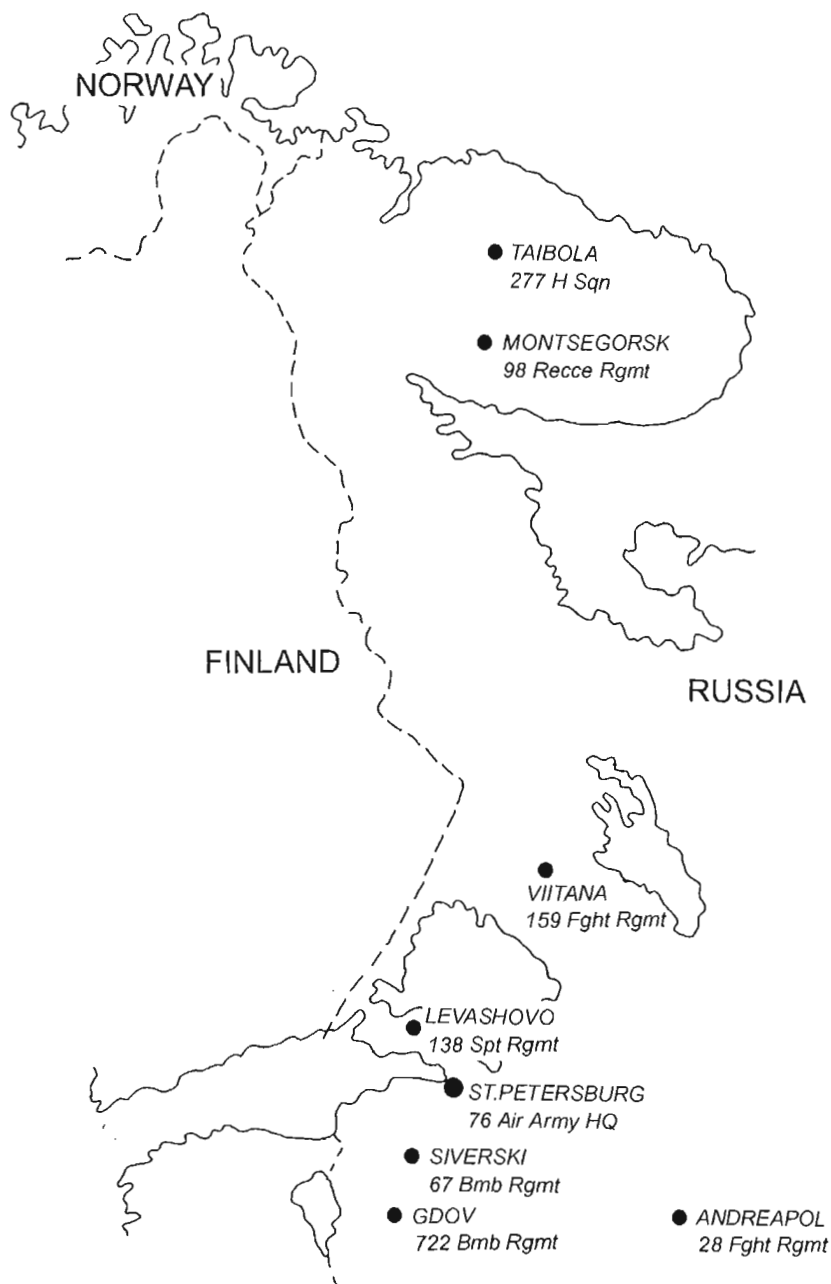 NORWAY
TAIBOLA
277 H Sqn
MONTSEGORSK
98 Recce Rgmt
FINLAND
RUSSIA
VIITANA
159 Fght Rgmt
LEVASHOVO
138 Spt Rgmt
ST.PETERSBURG
76 Air Army HQ
SIVERSKI
67 Bmb Rgmt
GDOV
722 Bmb Rgmt
ANDREAPOL
28 Fght Rgmt